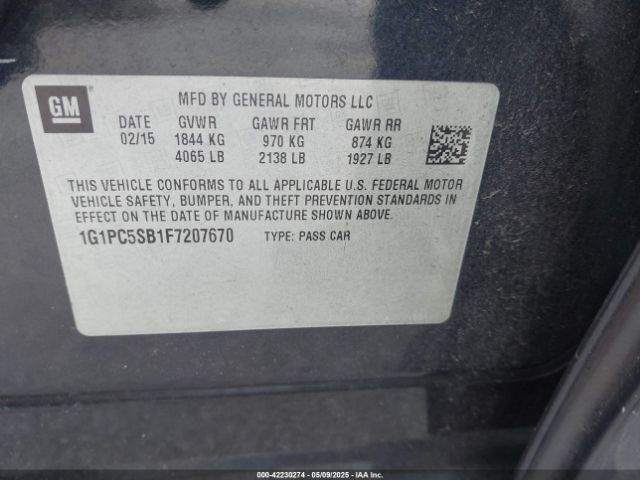 GM
MFD BY GENERAL MOTORS LLC
DATE GVWR GAWR FRT GAWR RR
02/15 1844 KG 970 KG 874 KG
4065 LB 2138 LB 1927 LB
THIS VEHICLE CONFORMS TO ALL APPLICABLE U.S. FEDERAL MOTOR
VEHICLE SAFETY, BUMPER, AND THEFT PREVENTION STANDARDS IN
EFFECT ON THE DATE OF MANUFACTURE SHOWN ABOVE.
1G1PC5SB1F7207670 TYPE: PASS CAR
000-42230274 - 05/09/2025 - IAAI.COM